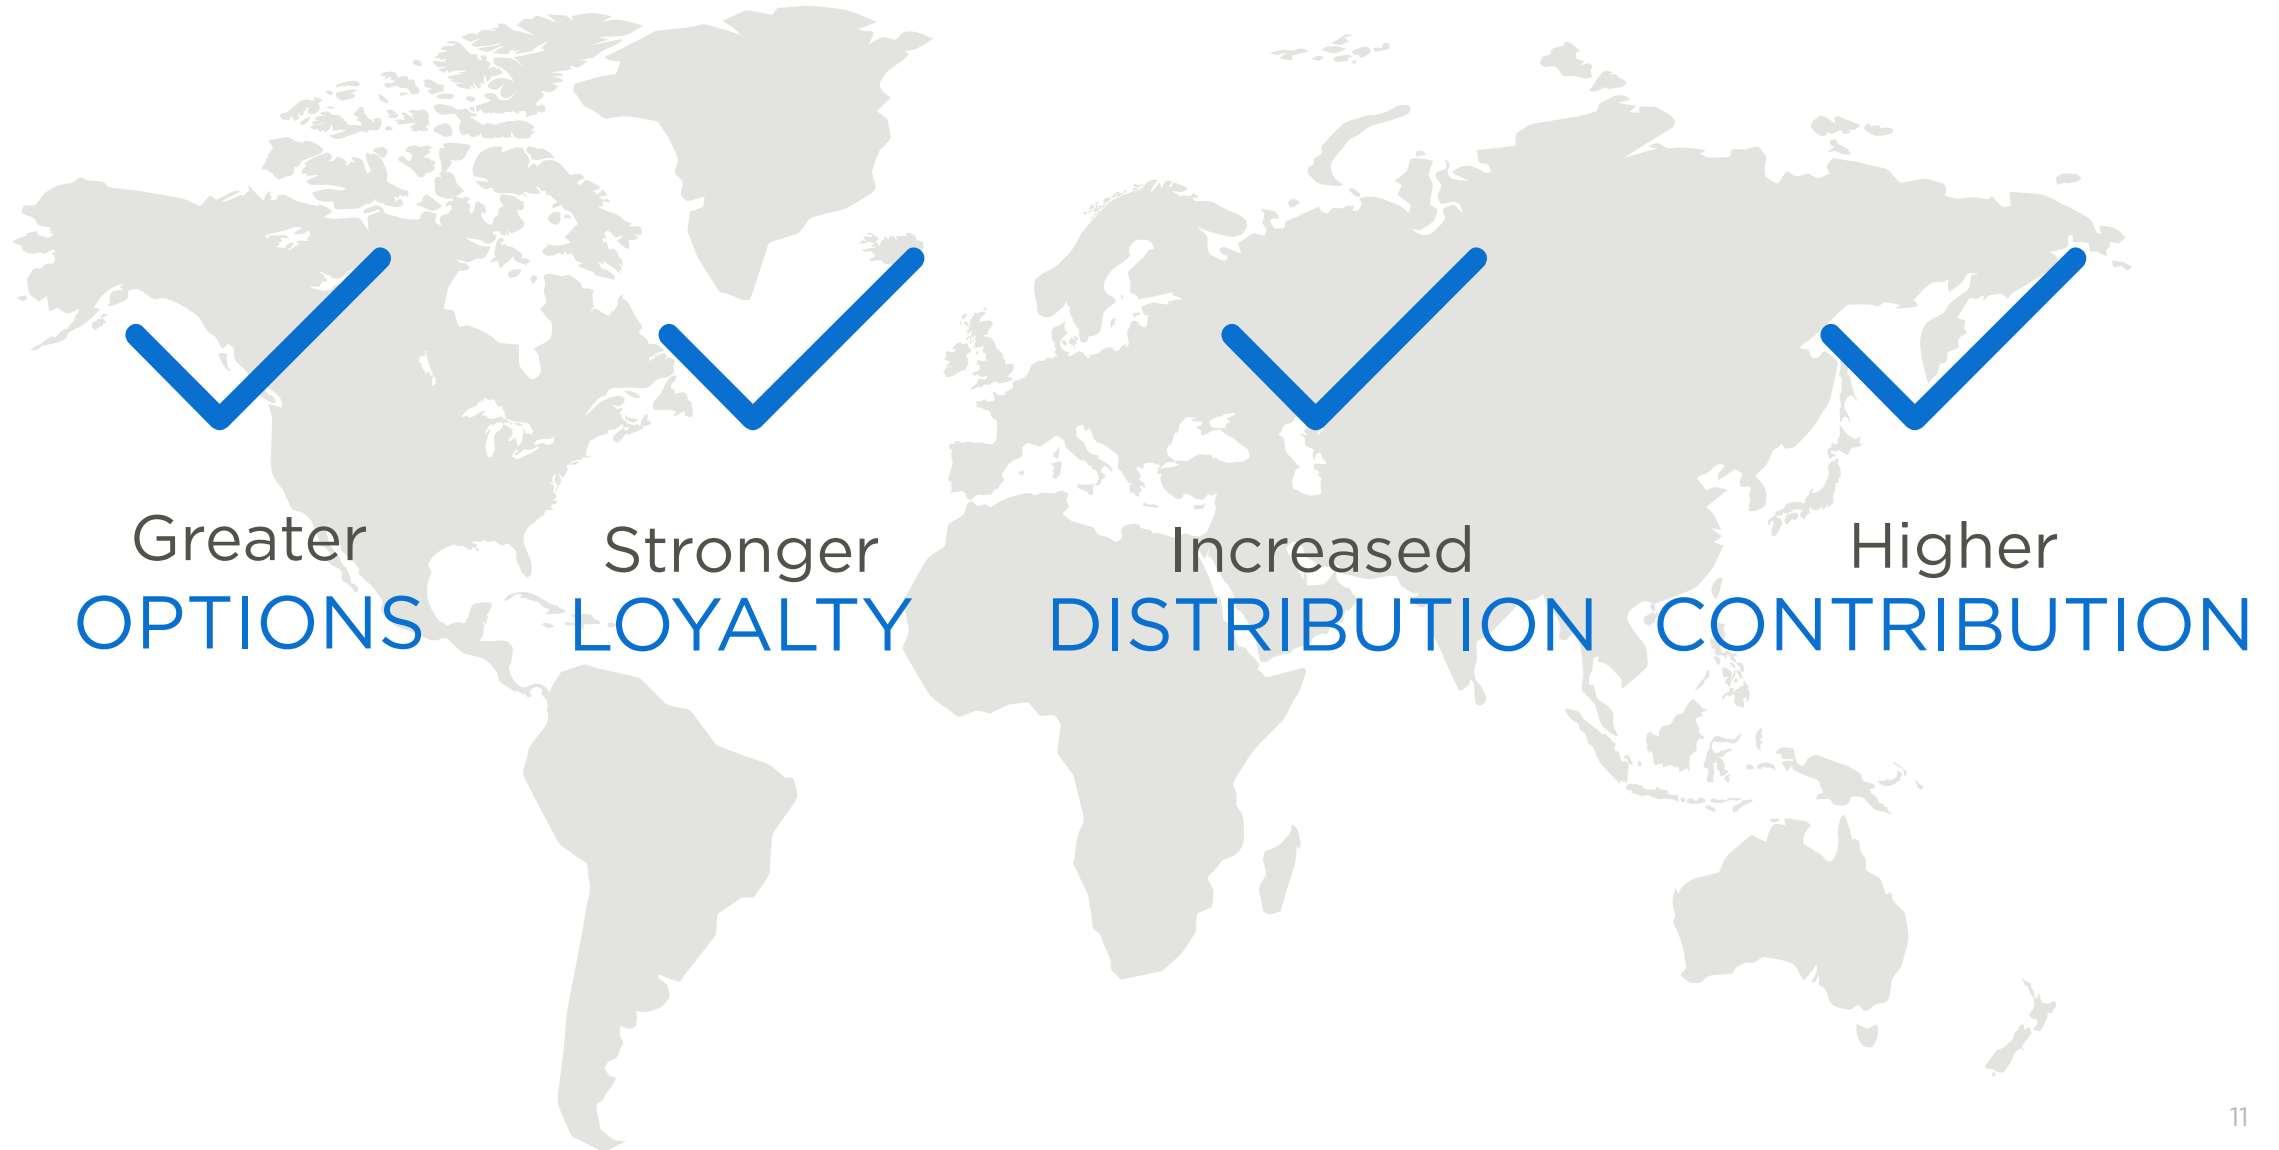 Greater
OPTIONS
Stronger
LOYALTY
Increased
DISTRIBUTION
Higher
CONTRIBUTION
11